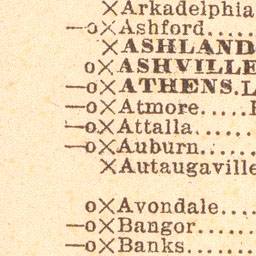 ×Arkadelphia
—o×Ashford.....
×ASHLAND
o×ASHVILLE
—o×ATHENS.L
—o×Atmore.....
—o×Attalla.....
—o×Auburn.....
×Autaugaville
o×Avondale....
—o×Bangor.....
—o×Banks......